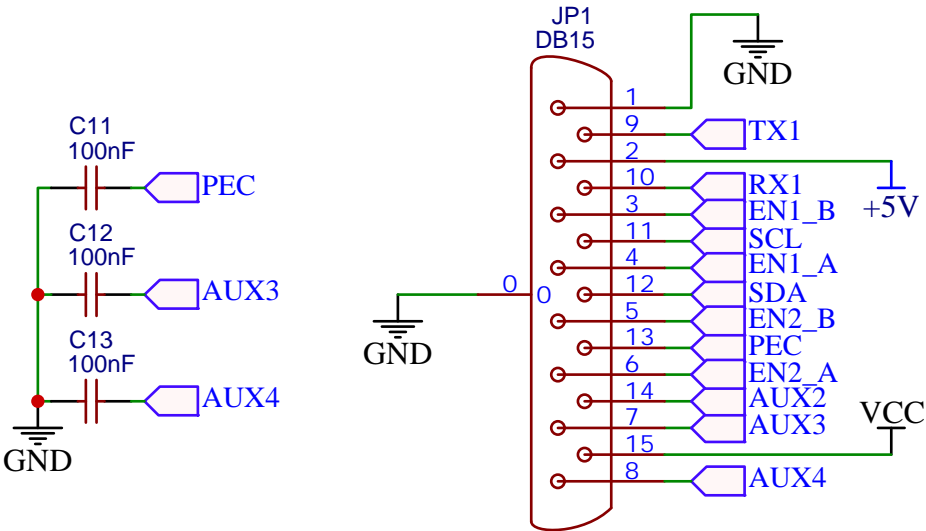 JP1
DB15
GND
1
9 TX1
2
+5V
10 RX1
3 EN1_B
11 SCL
4 EN1_A
12 SDA
5 EN2_B
13 PEC
6 EN2_A
14 AUX2
7 AUX3
15
VCC
8 AUX4
0
0
GND
C11
100nF
PEC
C12
100nF
AUX3
C13
100nF
AUX4
GND